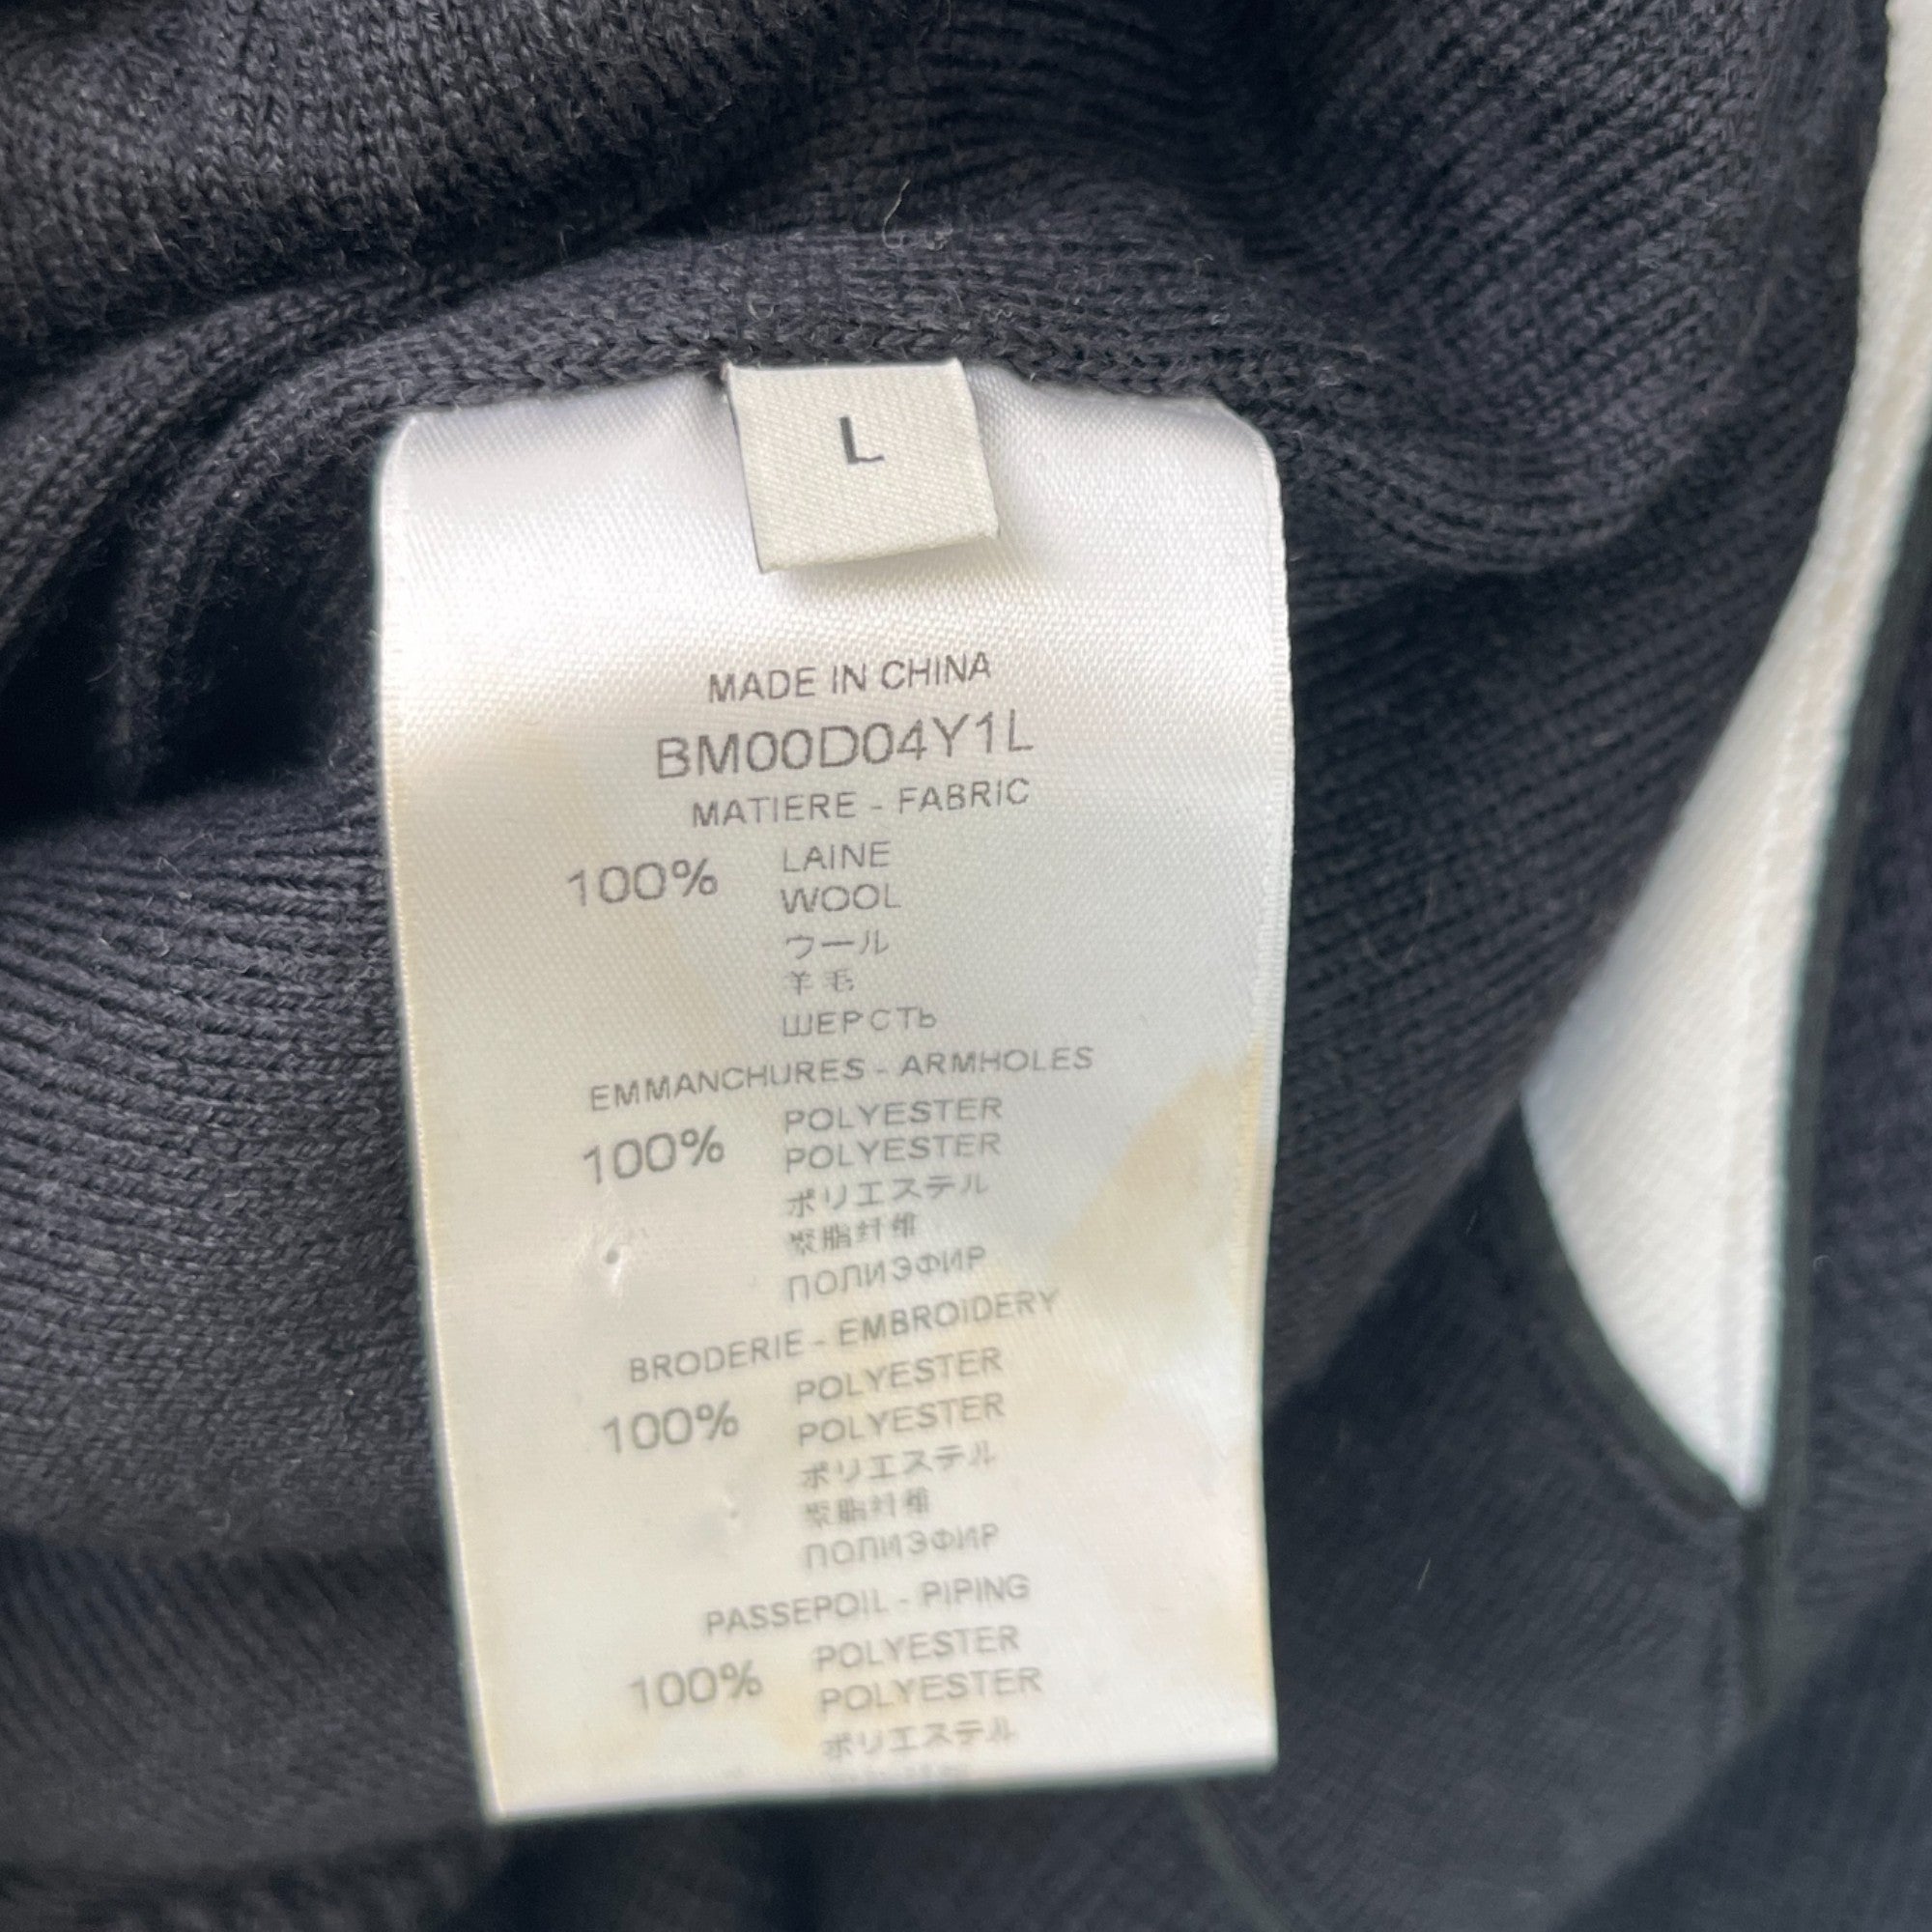 L
MADE IN CHINA
BM00D04Y1L
MATIERE - FABRIC
100% LAINE
WOOL
ウール
羊毛
ШЕРСТЬ
EMMANCHURES - ARMHOLES
100% POLYESTER
POLYESTER
ポリエステル
聚脂纤维
ПОЛИЭФИР
BRODERIE - EMBROIDERY
100% POLYESTER
POLYESTER
ポリエステル
聚脂纤维
ПОЛИЭФИР
PASSEPOIL - PIPING
100% POLYESTER
POLYESTER
ポリエステル